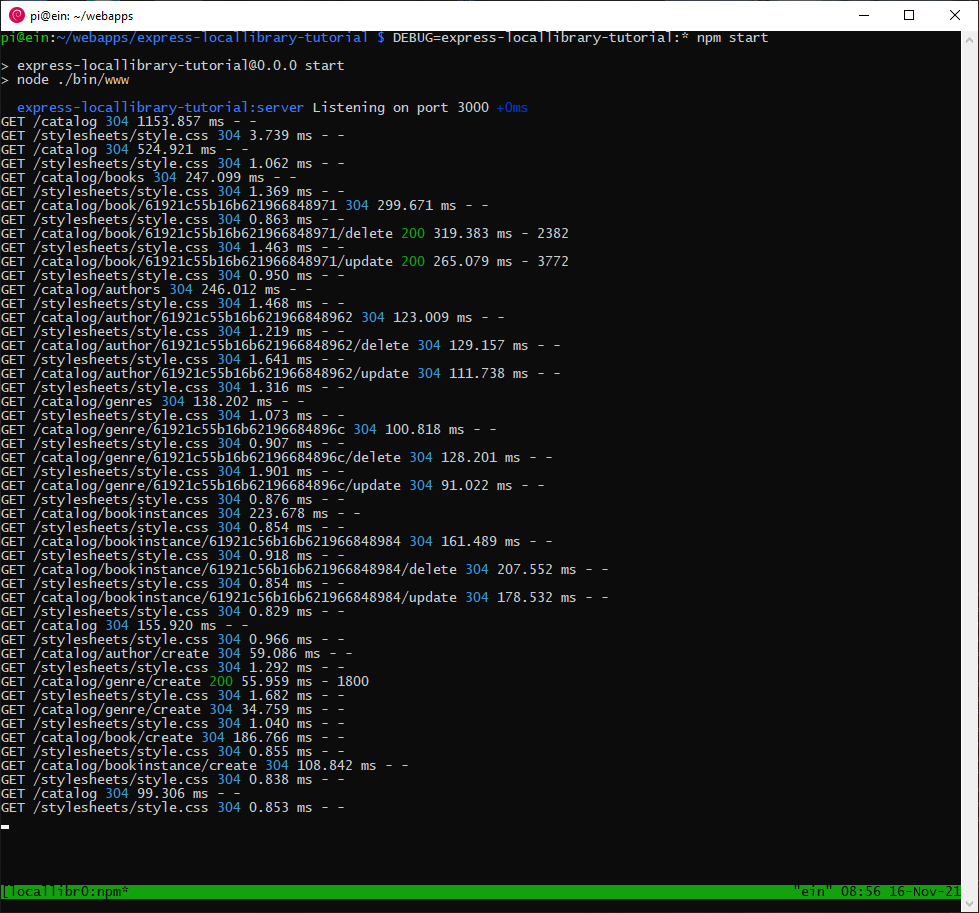 pi@ein: ~/webapps
pi@ein:~/webapps/express-locallibrary-tutorial $ DEBUG=express-locallibrary-tutorial:* npm start
> express-locallibrary-tutorial@0.0.0 start
> node ./bin/www
express-locallibrary-tutorial:server Listening on port 3000 +0ms
GET /catalog 304 1153.857 ms - -
GET /stylesheets/style.css 304 3.739 ms - -
GET /catalog 304 524.921 ms - -
GET /stylesheets/style.css 304 1.062 ms - -
GET /catalog/books 304 247.099 ms - -
GET /stylesheets/style.css 304 1.369 ms - -
GET /catalog/book/61921c55b16b621966848971 304 299.671 ms - -
GET /stylesheets/style.css 304 0.863 ms - -
GET /catalog/book/61921c55b16b621966848971/delete 200 319.383 ms - 2382
GET /stylesheets/style.css 304 1.463 ms - -
GET /catalog/book/61921c55b16b621966848971/update 200 265.079 ms - 3772
GET /stylesheets/style.css 304 0.950 ms - -
GET /catalog/authors 304 246.012 ms - -
GET /stylesheets/style.css 304 1.468 ms - -
GET /catalog/author/61921c55b16b621966848962 304 123.009 ms - -
GET /stylesheets/style.css 304 1.219 ms - -
GET /catalog/author/61921c55b16b621966848962/delete 304 129.157 ms - -
GET /stylesheets/style.css 304 1.641 ms - -
GET /catalog/author/61921c55b16b621966848962/update 304 111.738 ms - -
GET /stylesheets/style.css 304 1.316 ms - -
GET /catalog/genres 304 138.202 ms - -
GET /stylesheets/style.css 304 1.073 ms - -
GET /catalog/genre/61921c55b16b62196684896c 304 100.818 ms - -
GET /stylesheets/style.css 304 0.907 ms - -
GET /catalog/genre/61921c55b16b62196684896c/delete 304 128.201 ms - -
GET /stylesheets/style.css 304 1.901 ms - -
GET /catalog/genre/61921c55b16b62196684896c/update 304 91.022 ms - -
GET /stylesheets/style.css 304 0.876 ms - -
GET /catalog/bookinstances 304 223.678 ms - -
GET /stylesheets/style.css 304 0.854 ms - -
GET /catalog/bookinstance/61921c56b16b621966848984 304 161.489 ms - -
GET /stylesheets/style.css 304 0.918 ms - -
GET /catalog/bookinstance/61921c56b16b621966848984/delete 304 207.552 ms - -
GET /stylesheets/style.css 304 0.854 ms - -
GET /catalog/bookinstance/61921c56b16b621966848984/update 304 178.532 ms - -
GET /stylesheets/style.css 304 0.829 ms - -
GET /catalog 304 155.920 ms - -
GET /stylesheets/style.css 304 0.966 ms - -
GET /catalog/author/create 304 59.086 ms - -
GET /stylesheets/style.css 304 1.292 ms - -
GET /catalog/genre/create 200 55.959 ms - 1800
GET /stylesheets/style.css 304 1.682 ms - -
GET /catalog/genre/create 304 34.759 ms - -
GET /stylesheets/style.css 304 1.040 ms - -
GET /catalog/book/create 304 186.766 ms - -
GET /stylesheets/style.css 304 0.855 ms - -
GET /catalog/bookinstance/create 304 108.842 ms - -
GET /stylesheets/style.css 304 0.838 ms - -
GET /catalog 304 99.306 ms - -
GET /stylesheets/style.css 304 0.853 ms - -
[locallibr0:npm* "ein" 08:56 16-Nov-21